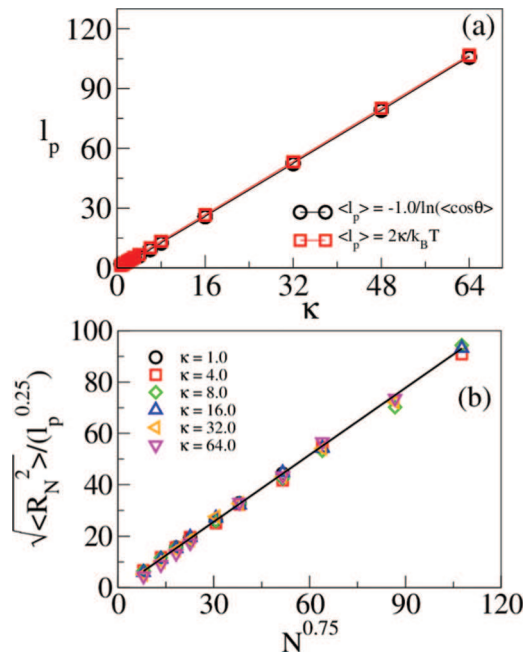 (a)
l_p
120
90
60
30
0
0 16 32 48 64
κ
<l_p> = -1.0/ln(<cosθ>
<l_p> = 2κ/k_BT
(b)
√<R_N^2>/(l_p^0.25)
100
80
60
40
20
0
κ = 1.0
κ = 4.0
κ = 8.0
κ = 16.0
κ = 32.0
κ = 64.0
0 30 60 90 120
N^0.75